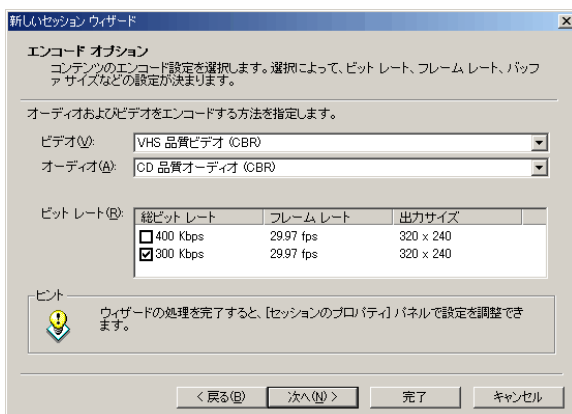 新しいセッション ウィザード
エンコード オプション
コンテンツのエンコード設定を選択します。選択によって、ビット レート、フレーム レート、バッフ
ァ サイズなどの設定が決まります。
オーディオおよびビデオをエンコードする方法を指定します。
ビデオ(V): VHS 品質ビデオ (CBR)
オーディオ(A): CD 品質オーディオ (CBR)
ビット レート(R): 総ビット レート フレーム レート 出力サイズ
400 Kbps 29.97 fps 320 x 240
300 Kbps 29.97 fps 320 x 240
ヒント
ウィザードの処理を完了すると、[セッションのプロパティ] パネルで設定を調整でき
ます。
< 戻る(B) 次へ(N) > 完了 キャンセル